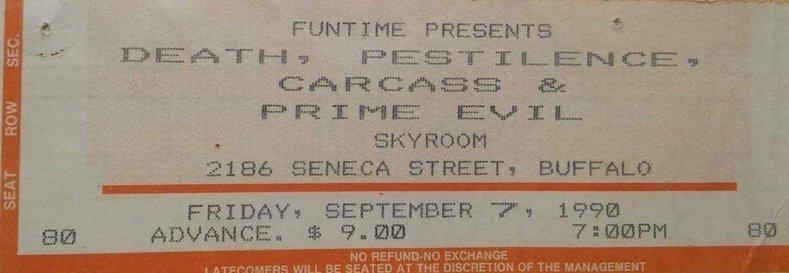 SEAT ROW SEC.
FUNTIME PRESENTS
DEATH, PESTILENCE,
CARCASS &
PRIME EVIL
SKYROOM
2186 SENECA STREET, BUFFALO
FRIDAY, SEPTEMBER 7, 1990
80 ADVANCE. $ 9.00 7:00PM 80
NO REFUND-NO EXCHANGE
LATECOMERS WILL BE SEATED AT THE DISCRETION OF THE MANAGEMENT